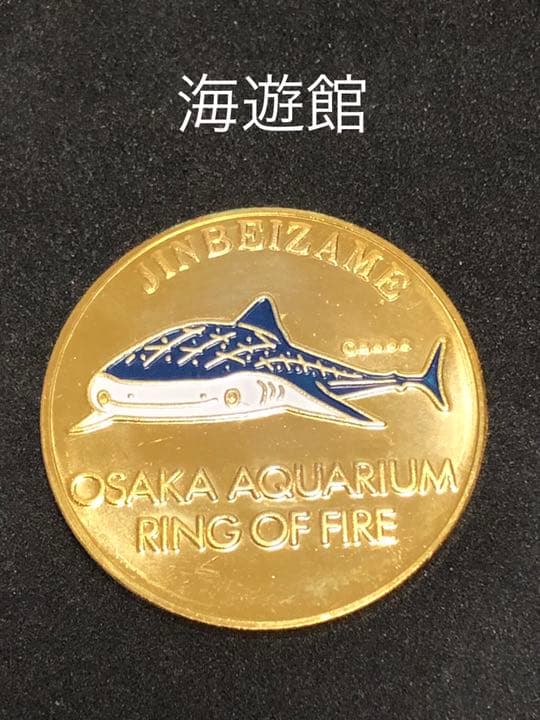 海遊館
JINBEIZAME
OSAKA AQUARIUM
RING OF FIRE